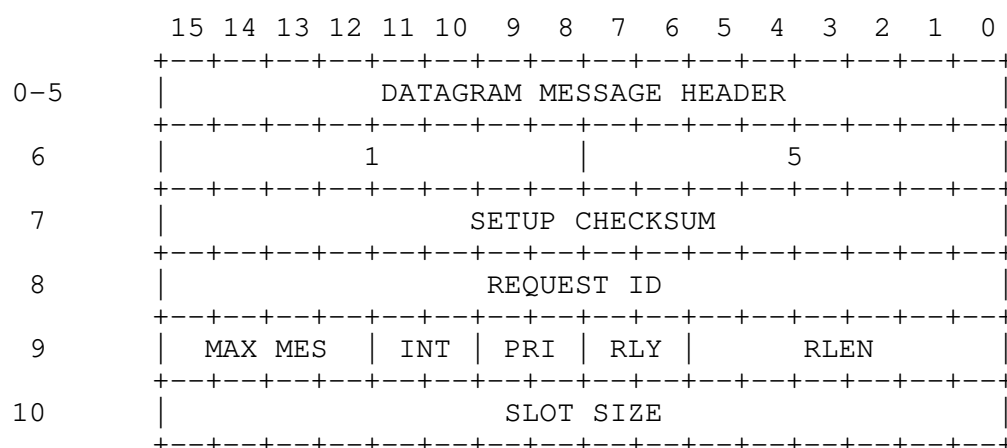 15 14 13 12 11 10 9 8 7 6 5 4 3 2 1 0
+--+--+--+--+--+--+--+--+--+--+--+--+--+--+--+--+
0-5 | DATAGRAM MESSAGE HEADER |
+--+--+--+--+--+--+--+--+--+--+--+--+--+--+--+--+
6 | 1 | 5 |
+--+--+--+--+--+--+--+--+--+--+--+--+--+--+--+--+
7 | SETUP CHECKSUM |
+--+--+--+--+--+--+--+--+--+--+--+--+--+--+--+--+
8 | REQUEST ID |
+--+--+--+--+--+--+--+--+--+--+--+--+--+--+--+--+
9 | MAX MES | INT | PRI | RLY | RLEN |
+--+--+--+--+--+--+--+--+--+--+--+--+--+--+--+--+
10 | SLOT SIZE |
+--+--+--+--+--+--+--+--+--+--+--+--+--+--+--+--+